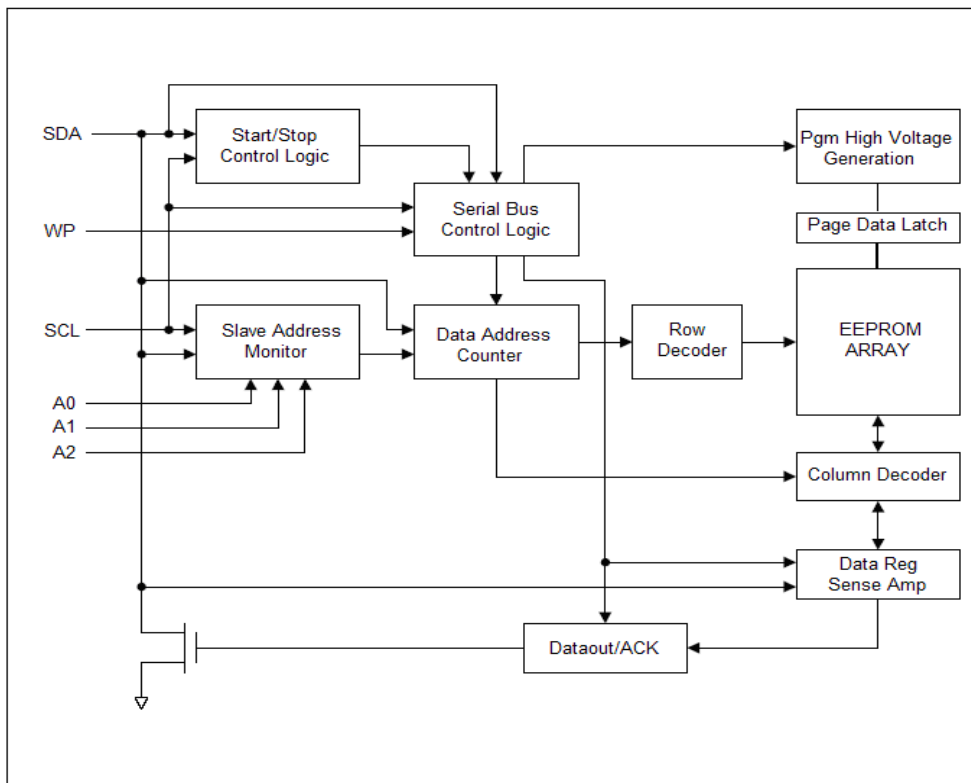 SDA
Start/Stop
Control Logic
Pgm High Voltage
Generation
WP
Serial Bus
Control Logic
Page Data Latch
SCL
Slave Address
Monitor
Data Address
Counter
Row
Decoder
EEPROM
ARRAY
A0
A1
A2
Column Decoder
Data Reg
Sense Amp
Dataout/ACK